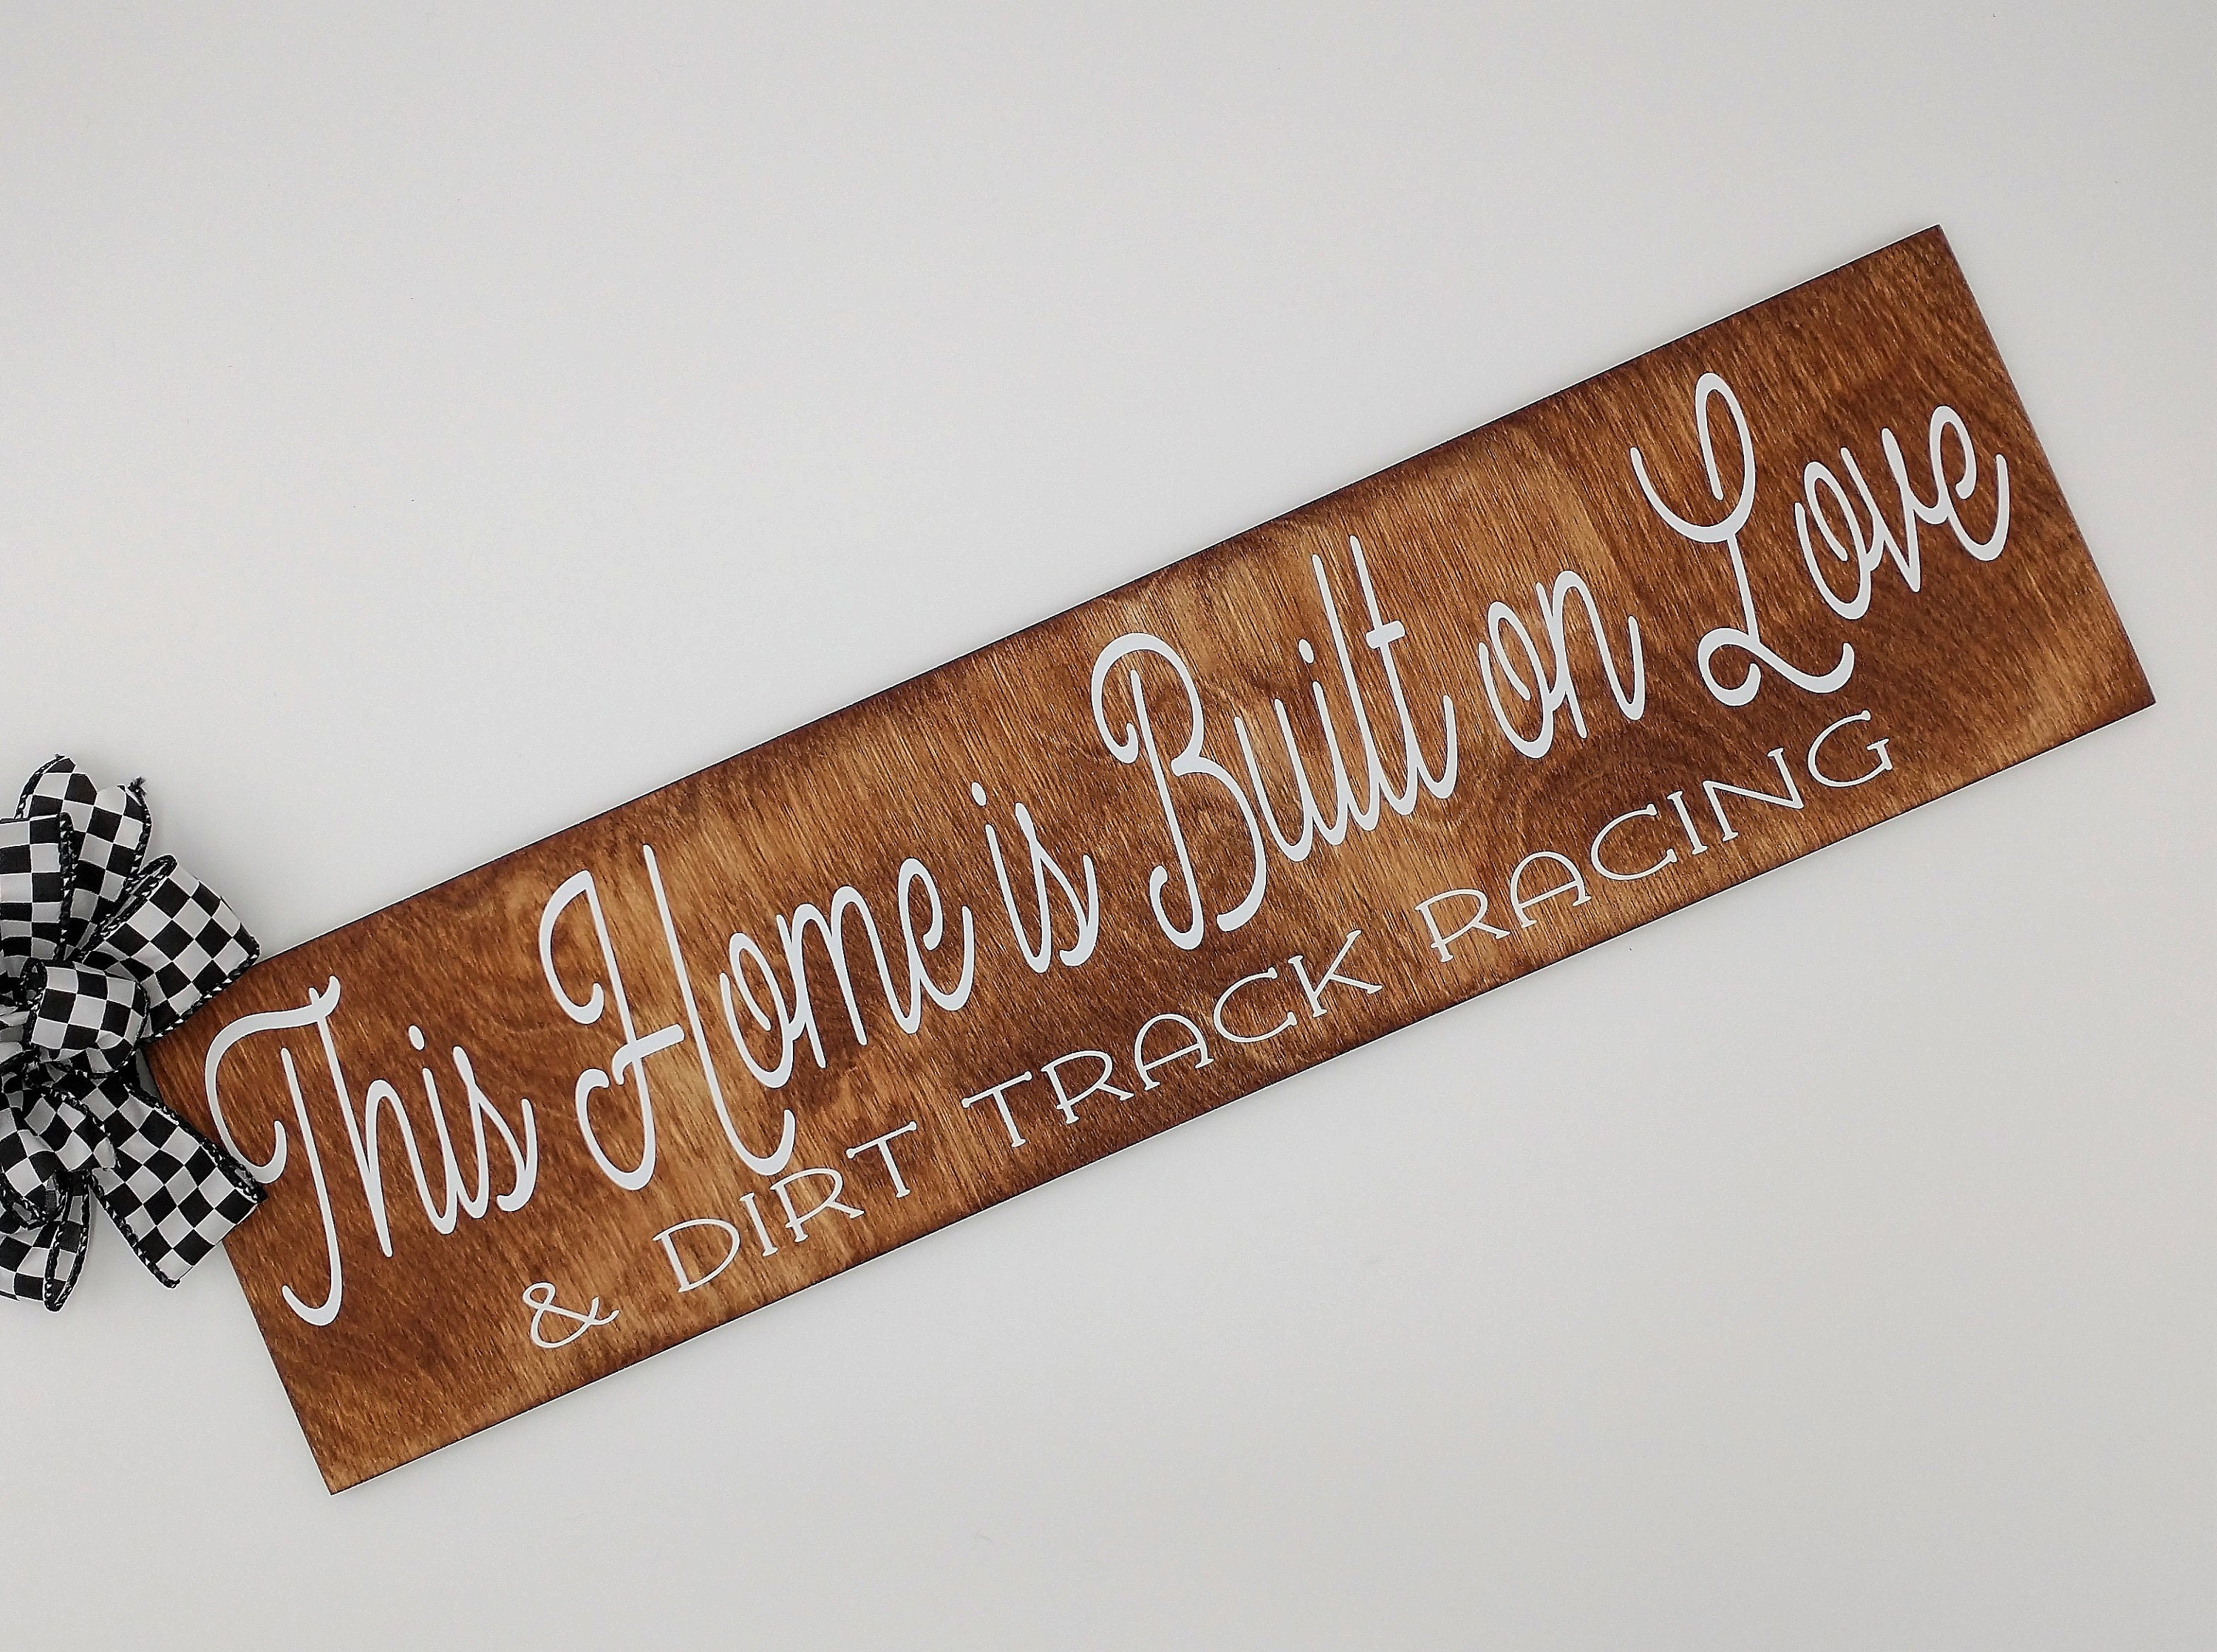 This Home is Built on Love
& DIRT TRACK RACING